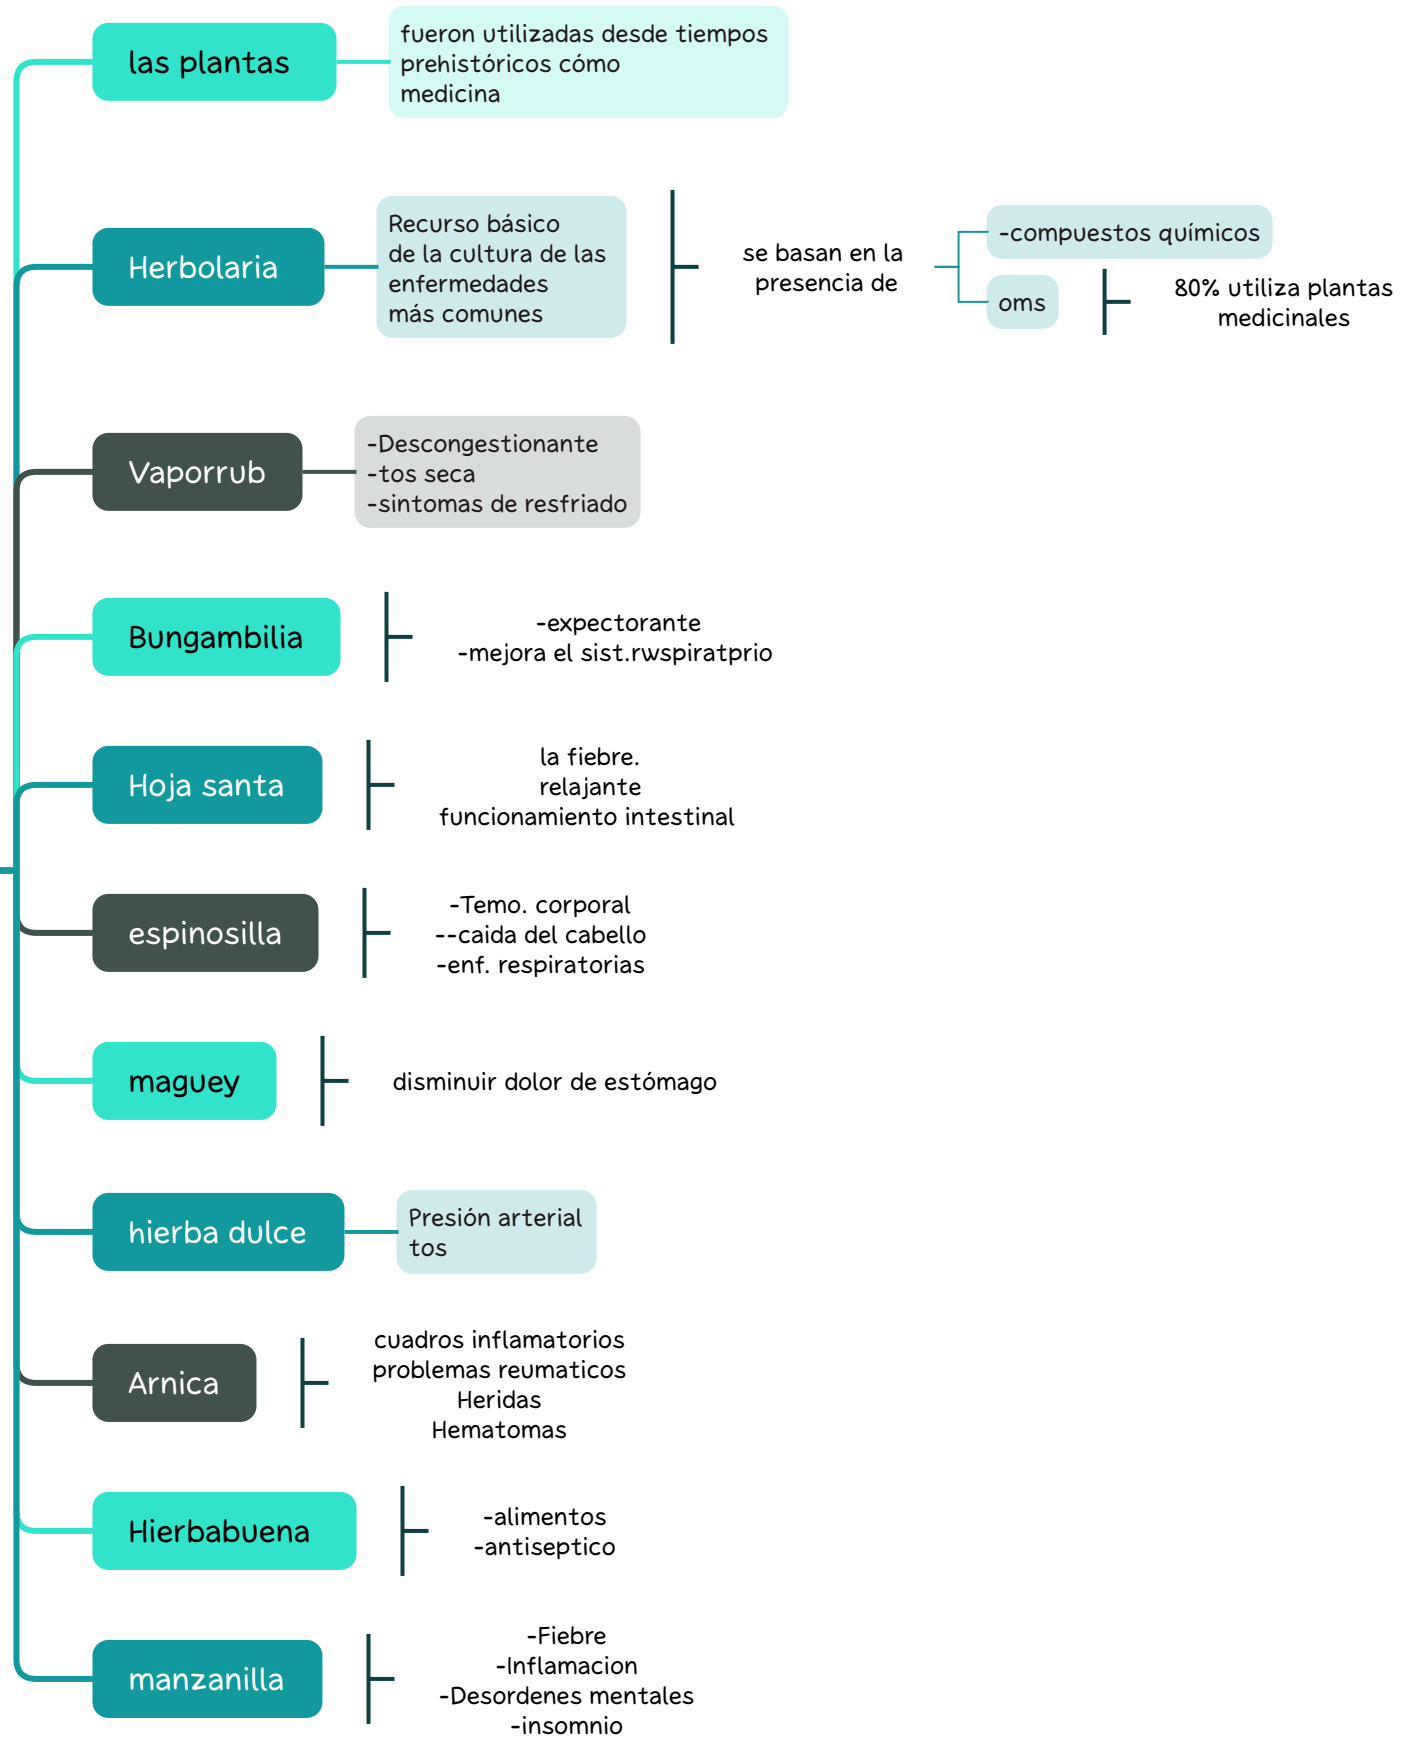 las plantas
fueron utilizadas desde tiempos
prehistóricos cómo
medicina
Herbolaria
Recurso básico
de la cultura de las
enfermedades
más comunes
se basan en la
presencia de
-compuestos químicos
oms
80% utiliza plantas
medicinales
Vaporrub
-Descongestionante
-tos seca
-sintomas de resfriado
Bungambilia
-expectorante
-mejora el sist.rwspiratprio
Hoja santa
la fiebre.
relajante
funcionamiento intestinal
espinosilla
-Temo. corporal
--caida del cabello
-enf. respiratorias
maguey
disminuir dolor de estómago
hierba dulce
Presión arterial
tos
Arnica
cuadros inflamatorios
problemas reumaticos
Heridas
Hematomas
Hierbabuena
-alimentos
-antiseptico
manzanilla
-Fiebre
-Inflamacion
-Desordenes mentales
-insomnio